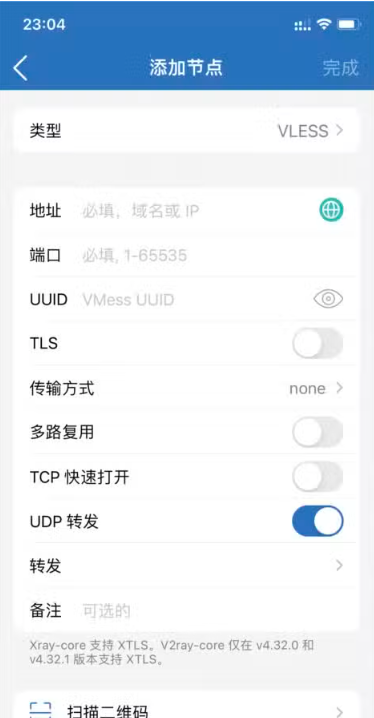 23:04
添加节点
完成
类型 VLESS
地址 必填，域名或 IP
端口 必填, 1-65535
UUID VMess UUID
TLS
传输方式 none
多路复用
TCP 快速打开
UDP 转发
转发
备注 可选的
Xray-core 支持 XTLS。V2ray-core 仅在 v4.32.0 和
v4.32.1 版本支持 XTLS。
扫描二维码